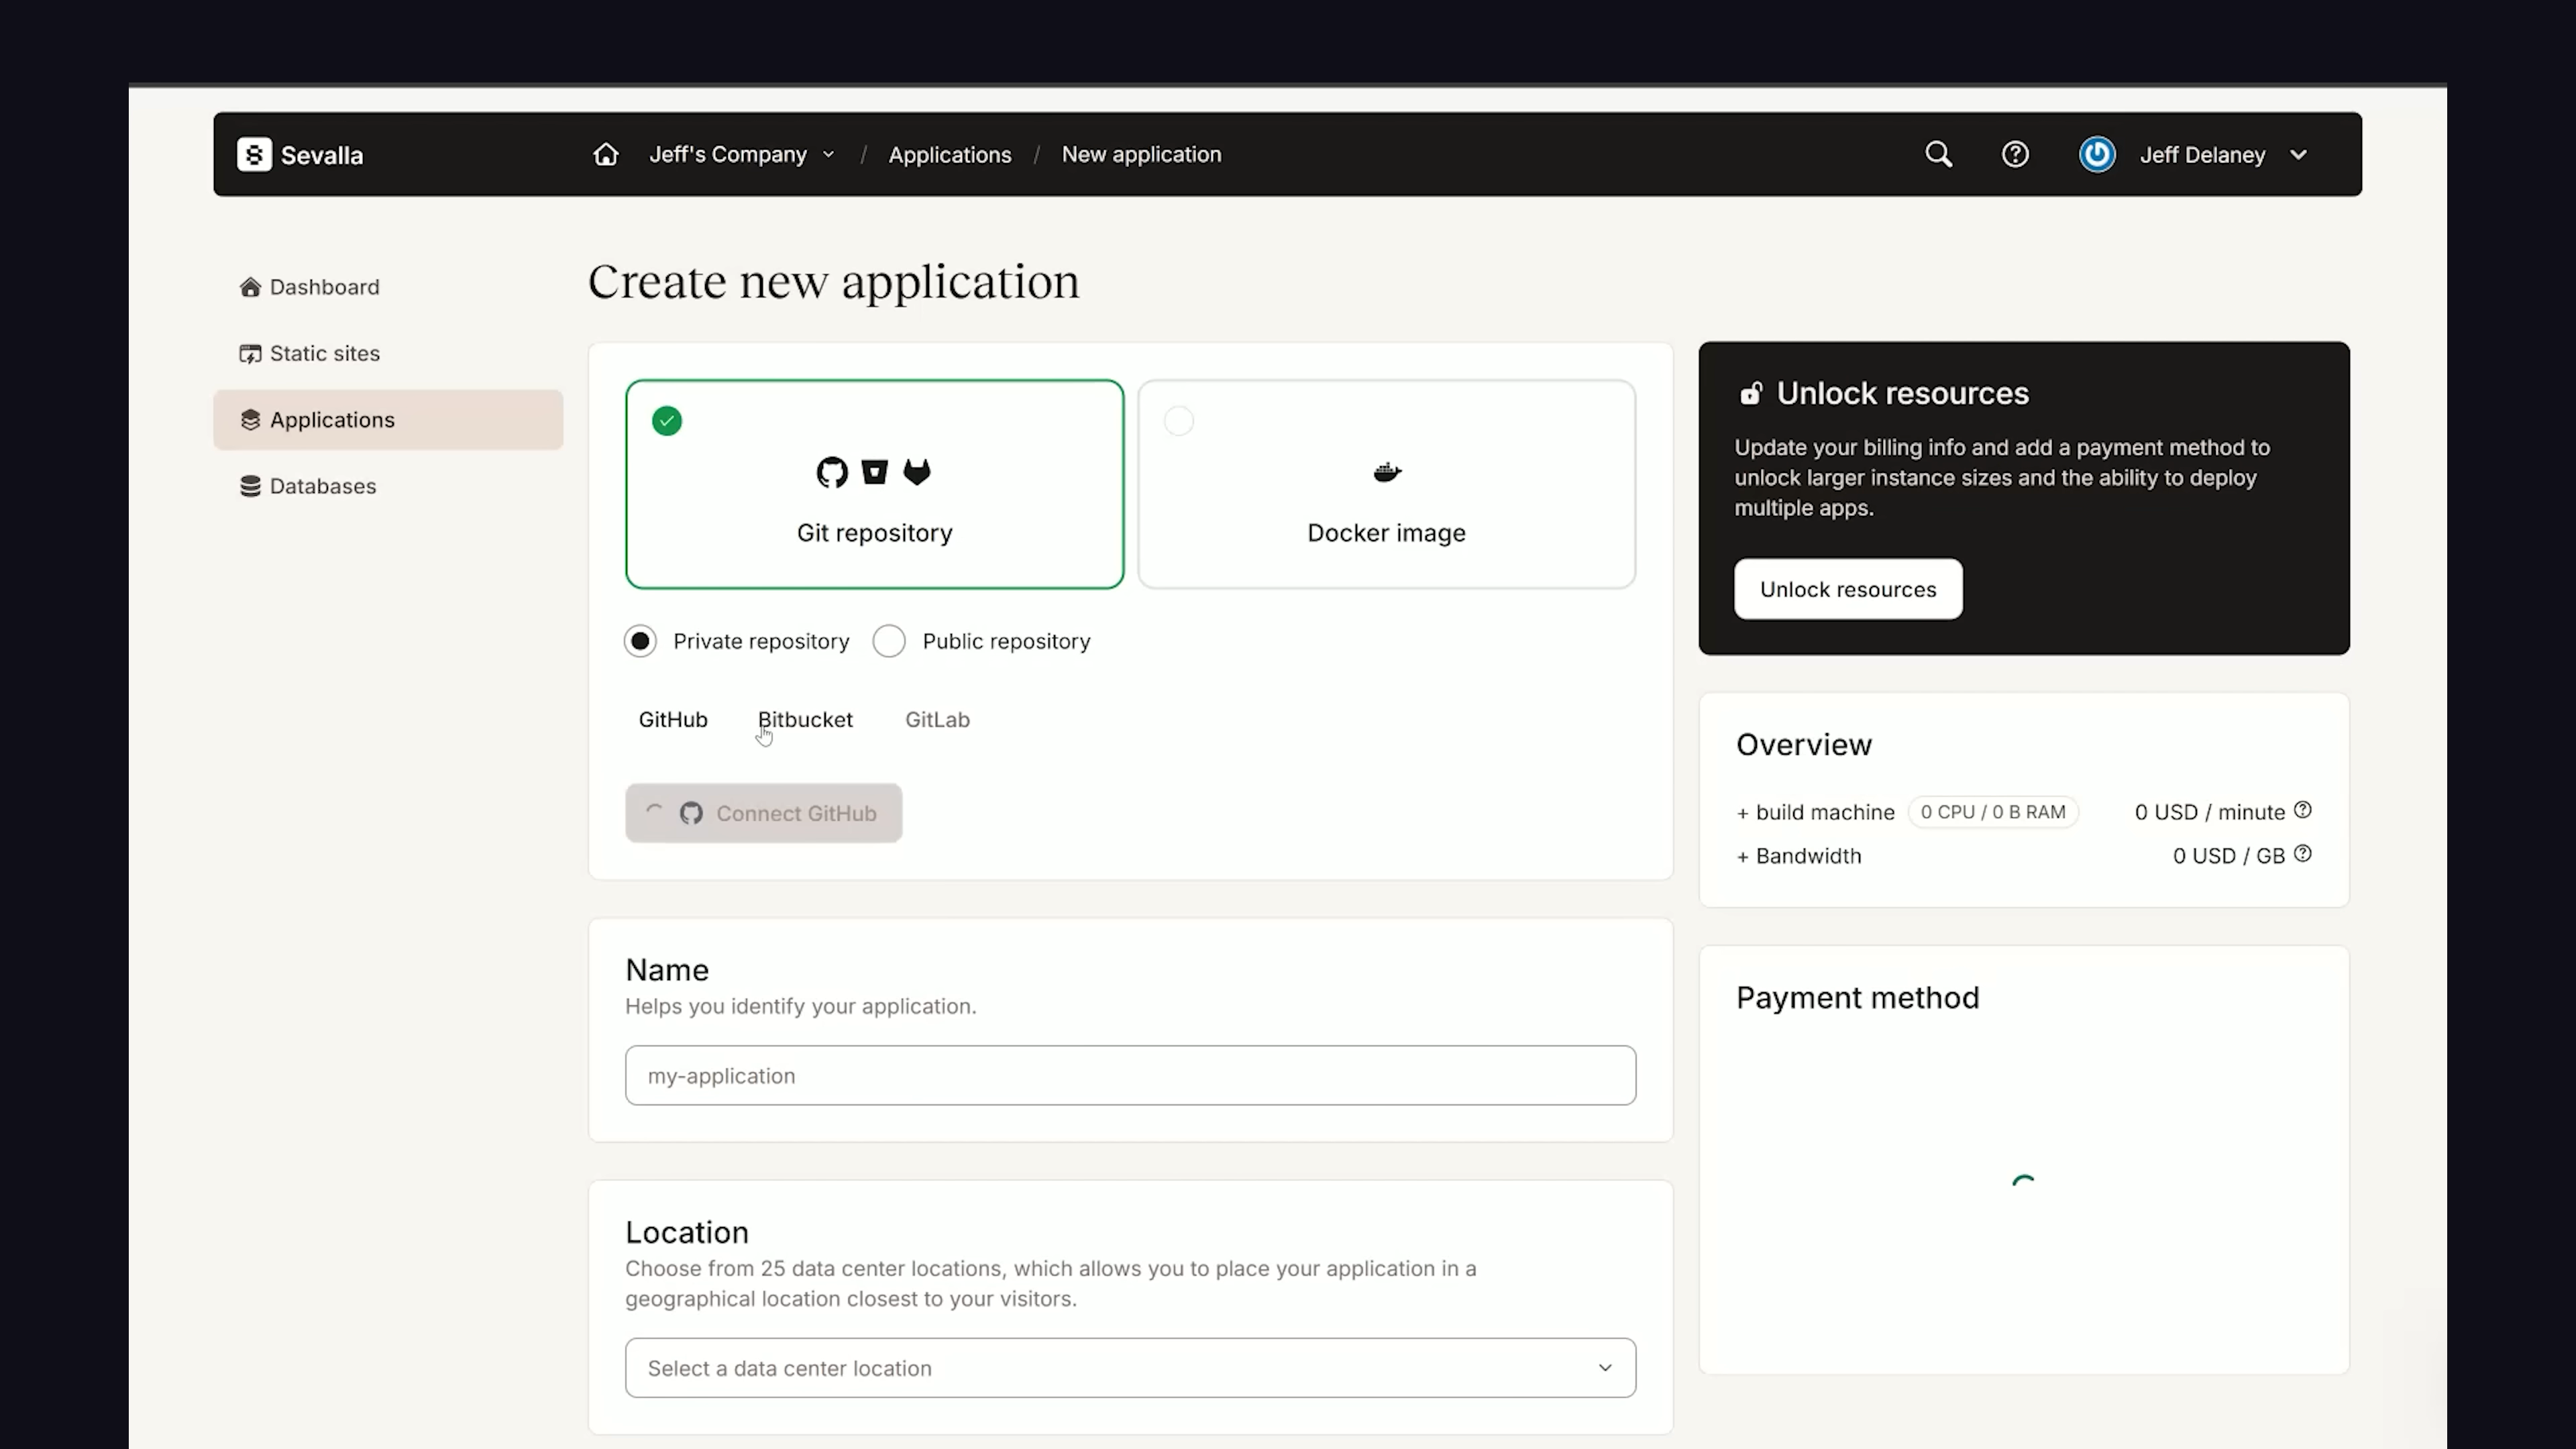 Sevalla
Jeff's Company / Applications / New application
Jeff Delaney
Dashboard
Static sites
Applications
Databases
Create new application
Git repository
Docker image
Private repository
Public repository
GitHub
Bitbucket
GitLab
Connect GitHub
Name
Helps you identify your application.
my-application
Location
Choose from 25 data center locations, which allows you to place your application in a
geographical location closest to your visitors.
Select a data center location
Unlock resources
Update your billing info and add a payment method to
unlock larger instance sizes and the ability to deploy
multiple apps.
Unlock resources
Overview
+ build machine 0 CPU / 0 B RAM 0 USD / minute
+ Bandwidth 0 USD / GB
Payment method